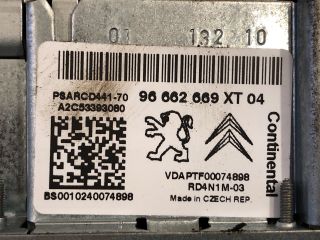 01 132 10
PSARCD441-70
A2C53393080
96 662 669 XT 04
Continental
VDAPTF00074898
RD4N1M-03
Made in CZECH REP.
BS0010240074898